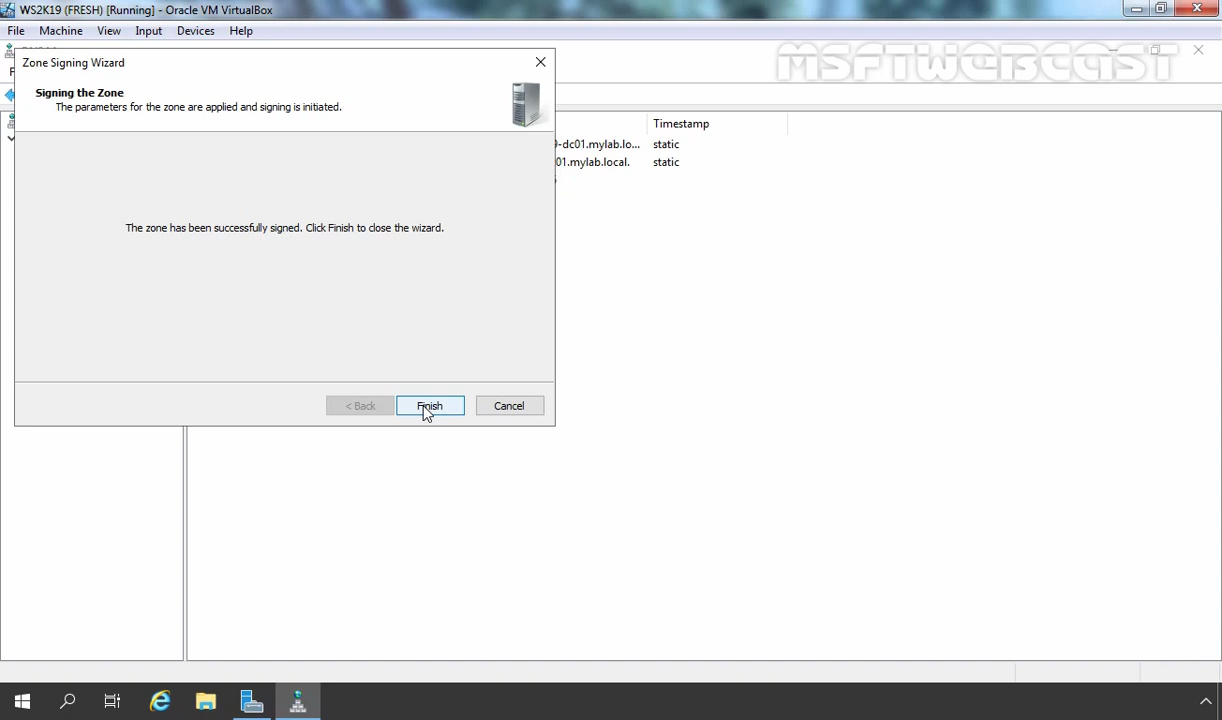 WS2K19 (FRESH) [Running] - Oracle VM VirtualBox
File Machine View Input Devices Help
MSFTWEBCAST
Zone Signing Wizard
Signing the Zone
The parameters for the zone are applied and signing is initiated.
Timestamp
9-dc01.mylab.lo... static
01.mylab.local. static
The zone has been successfully signed. Click Finish to close the wizard.
< Back Finish Cancel